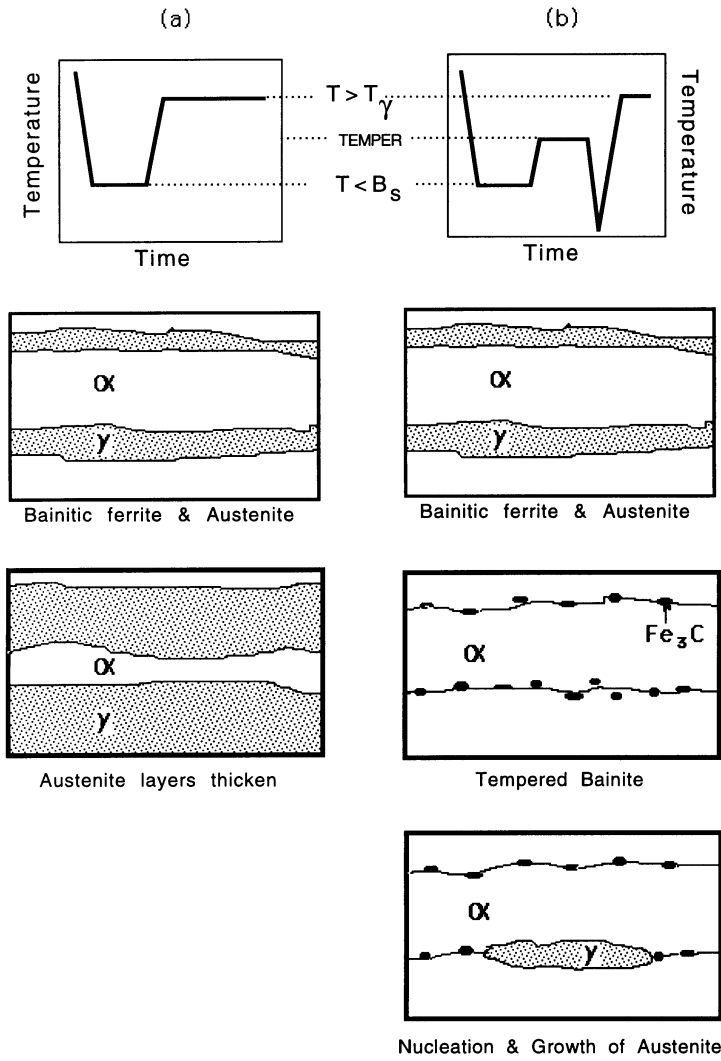 (a)
(b)
Temperature
T > Tγ
TEMPER
T < Bs
Temperature
Time
Time
α
γ
Bainitic ferrite & Austenite
α
γ
Bainitic ferrite & Austenite
α
γ
Austenite layers thicken
Fe3C
α
Tempered Bainite
α
γ
Nucleation & Growth of Austenite